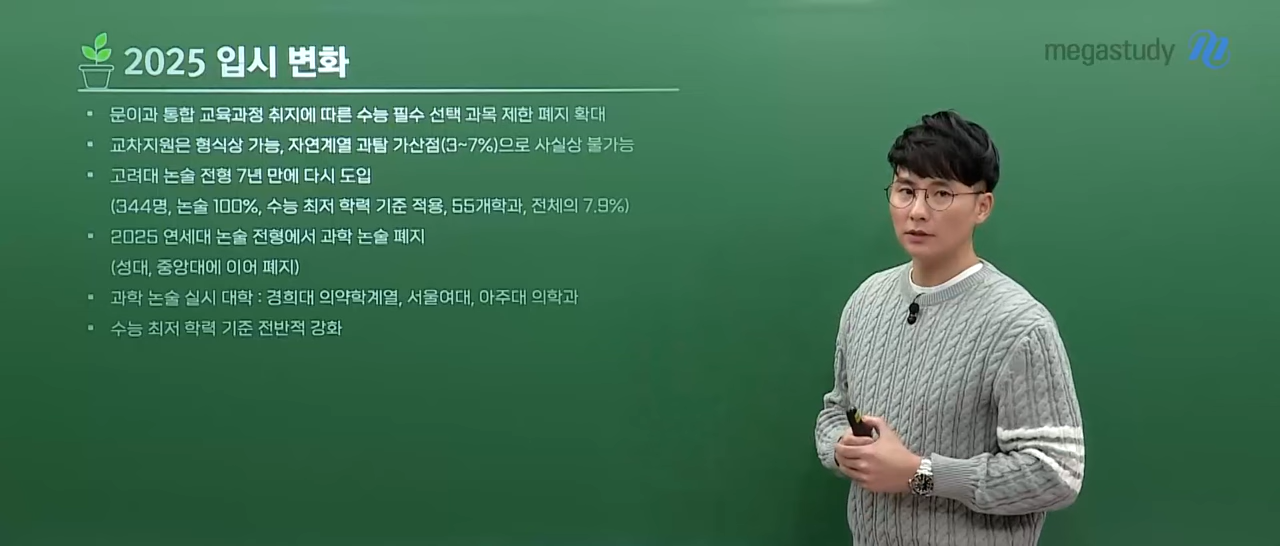 2025 입시 변화
megastudy M
• 문이과 통합 교육과정 취지에 따른 수능 필수 선택 과목 제한 폐지 확대
• 교차지원은 형식상 가능, 자연계열 과탐 가산점(3~7%)으로 사실상 불가능
• 고려대 논술 전형 7년 만에 다시 도입
(344명, 논술 100%, 수능 최저 학력 기준 적용, 55개학과, 전체의 7.9%)
• 2025 연세대 논술 전형에서 과학 논술 폐지
(성대, 중앙대에 이어 폐지)
• 과학 논술 실시 대학 : 경희대 의약학계열, 서울여대, 아주대 의학과
• 수능 최저 학력 기준 전반적 강화